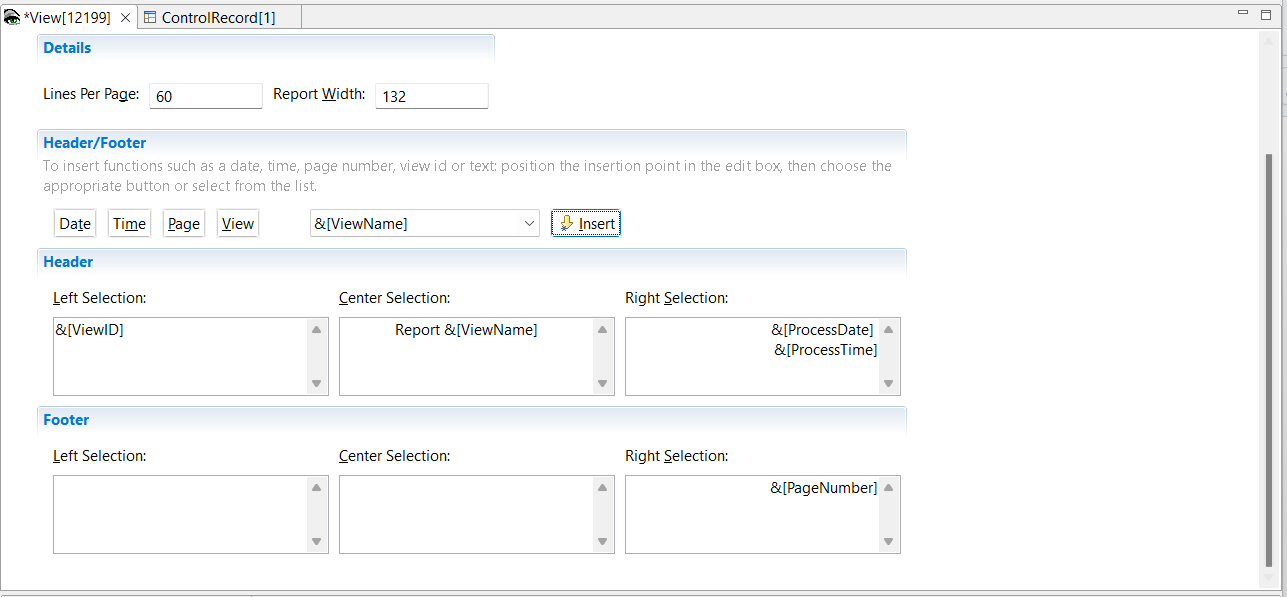 *View[12199] ControlRecord[1]
Details
Lines Per Page: 60 Report Width: 132
Header/Footer
To insert functions such as a date, time, page number, view id or text: position the insertion point in the edit box, then choose the
appropriate button or select from the list.
Date Time Page View &[ViewName] Insert
Header
Left Selection: Center Selection: Right Selection:
&[ViewID] Report &[ViewName] &[ProcessDate]
&[ProcessTime]
Footer
Left Selection: Center Selection: Right Selection:
&[PageNumber]